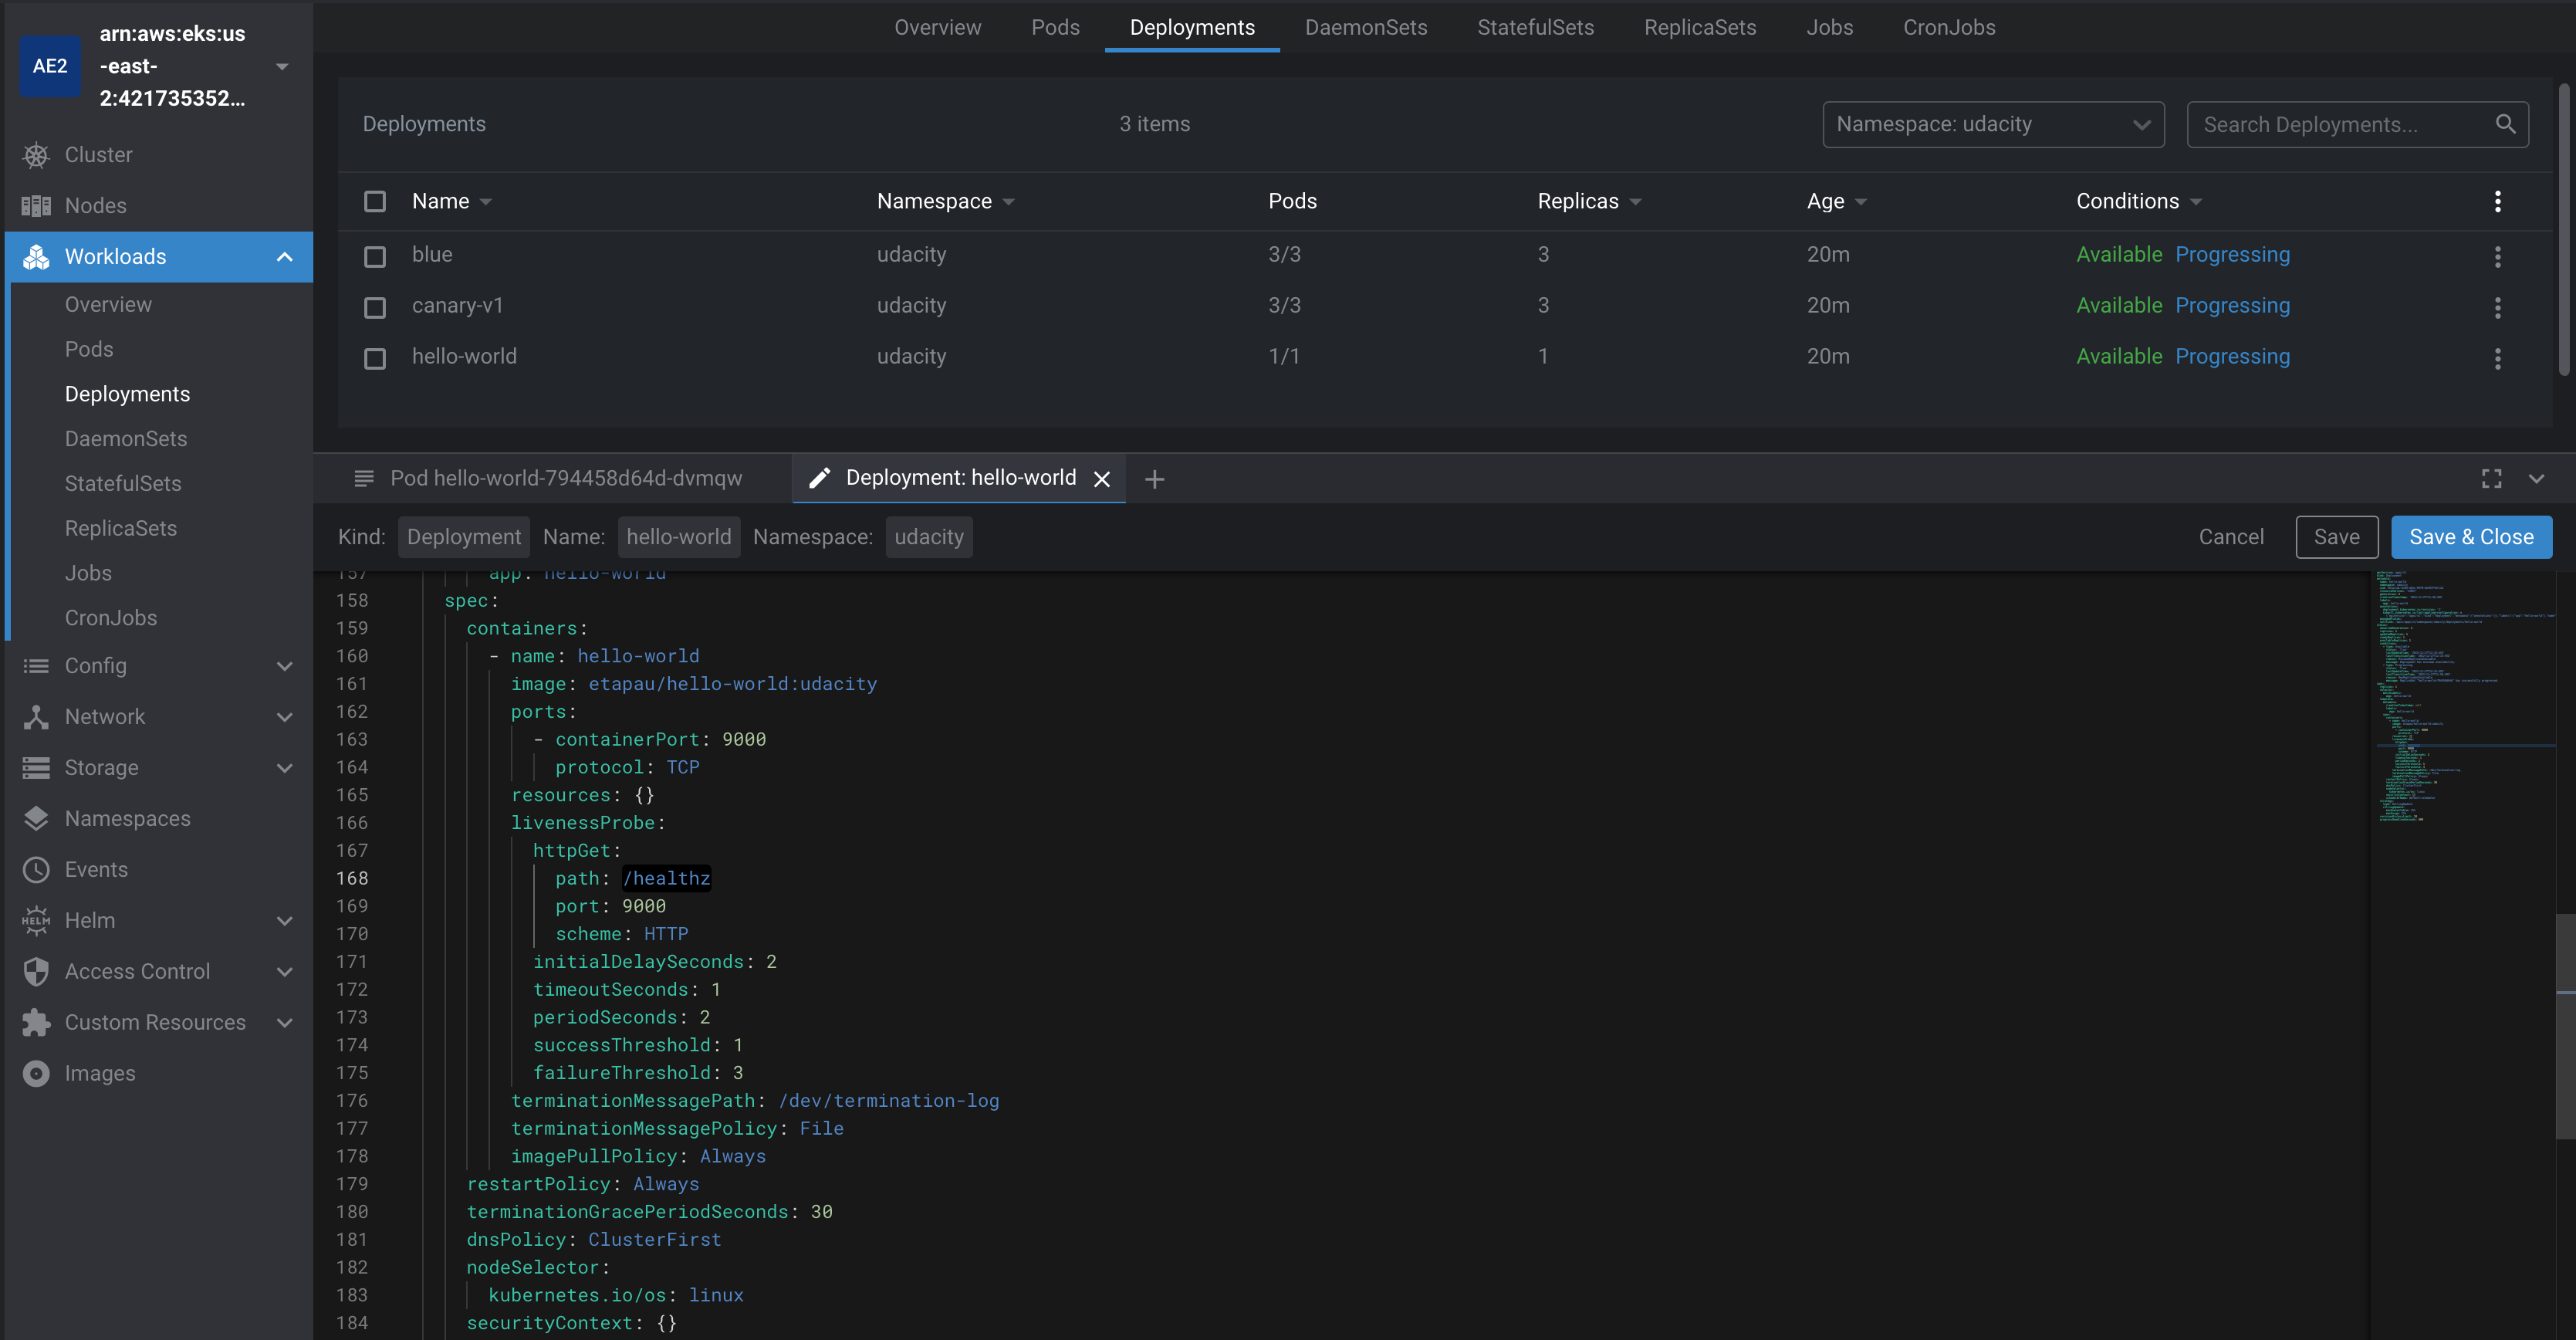 AE2
arn:aws:eks:us
-east-
2:421735352...
Cluster
Nodes
Workloads
Overview
Pods
Deployments
DaemonSets
StatefulSets
ReplicaSets
Jobs
CronJobs
Config
Network
Storage
Namespaces
Events
HELM
Helm
Access Control
Custom Resources
Images
Overview Pods Deployments DaemonSets StatefulSets ReplicaSets Jobs CronJobs
Deployments 3 items Namespace: udacity Search Deployments...
Name Namespace Pods Replicas Age Conditions
blue udacity 3/3 3 20m Available Progressing
canary-v1 udacity 3/3 3 20m Available Progressing
hello-world udacity 1/1 1 20m Available Progressing
Pod hello-world-794458d64d-dvmqw Deployment: hello-world
Kind: Deployment Name: hello-world Namespace: udacity Cancel Save Save & Close
157 app: hello-world
158 spec:
159 containers:
160 - name: hello-world
161 image: etapau/hello-world:udacity
162 ports:
163 - containerPort: 9000
164 protocol: TCP
165 resources: {}
166 livenessProbe:
167 httpGet:
168 path: /healthz
169 port: 9000
170 scheme: HTTP
171 initialDelaySeconds: 2
172 timeoutSeconds: 1
173 periodSeconds: 2
174 successThreshold: 1
175 failureThreshold: 3
176 terminationMessagePath: /dev/termination-log
177 terminationMessagePolicy: File
178 imagePullPolicy: Always
179 restartPolicy: Always
180 terminationGracePeriodSeconds: 30
181 dnsPolicy: ClusterFirst
182 nodeSelector:
183 kubernetes.io/os: linux
184 securityContext: {}